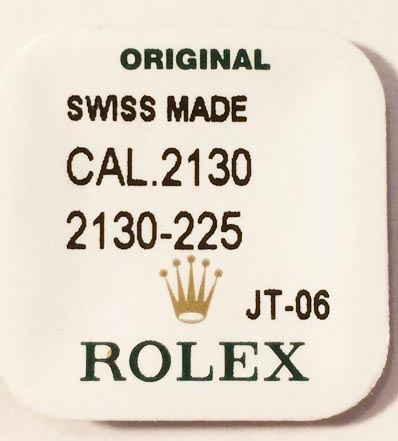 ORIGINAL
SWISS MADE
CAL.2130
2130-225
JT-06
ROLEX